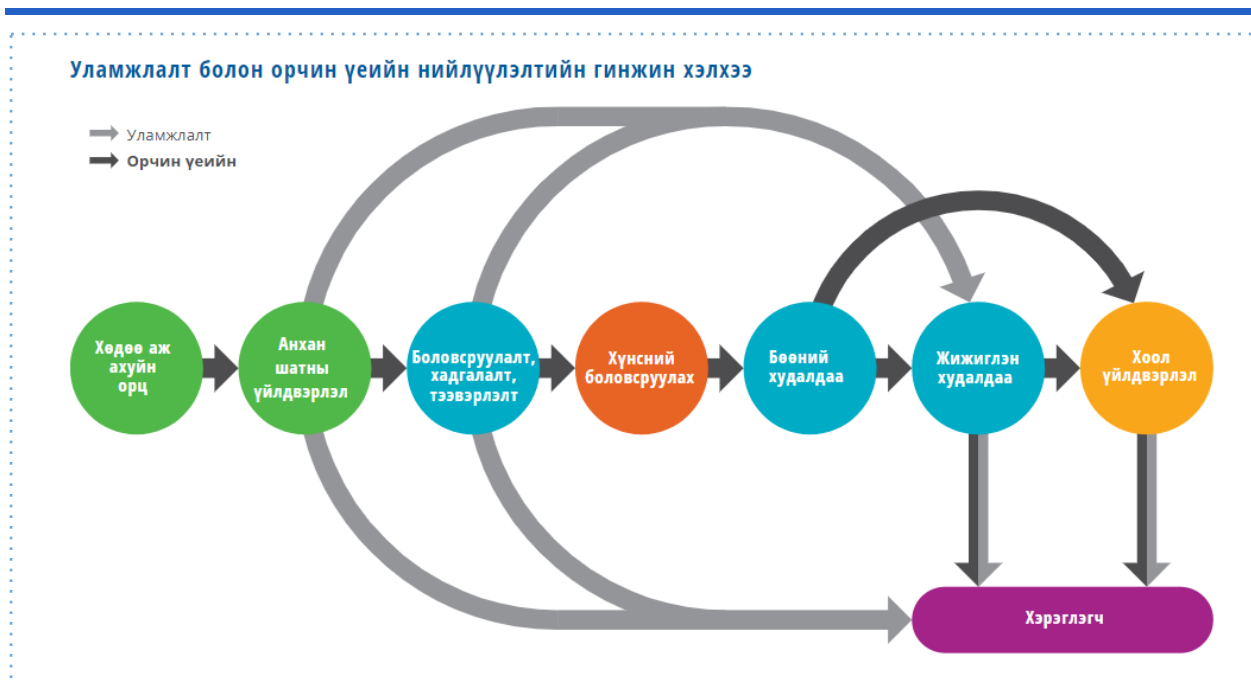 Уламжлалт болон орчин үеийн нийлүүлэлтийн гинжин хэлхээ
Уламжлалт
Орчин үеийн
Хөдөө аж
ахуйн
орц
Анхан
шатны
үйлдвэрлэл
Боловсруулалт,
хадгалалт,
тээвэрлэлт
Хүнсний
боловсруулах
Бөөний
худалдаа
Жижиглэн
худалдаа
Хоол
үйлдвэрлэл
Хэрэглэгч